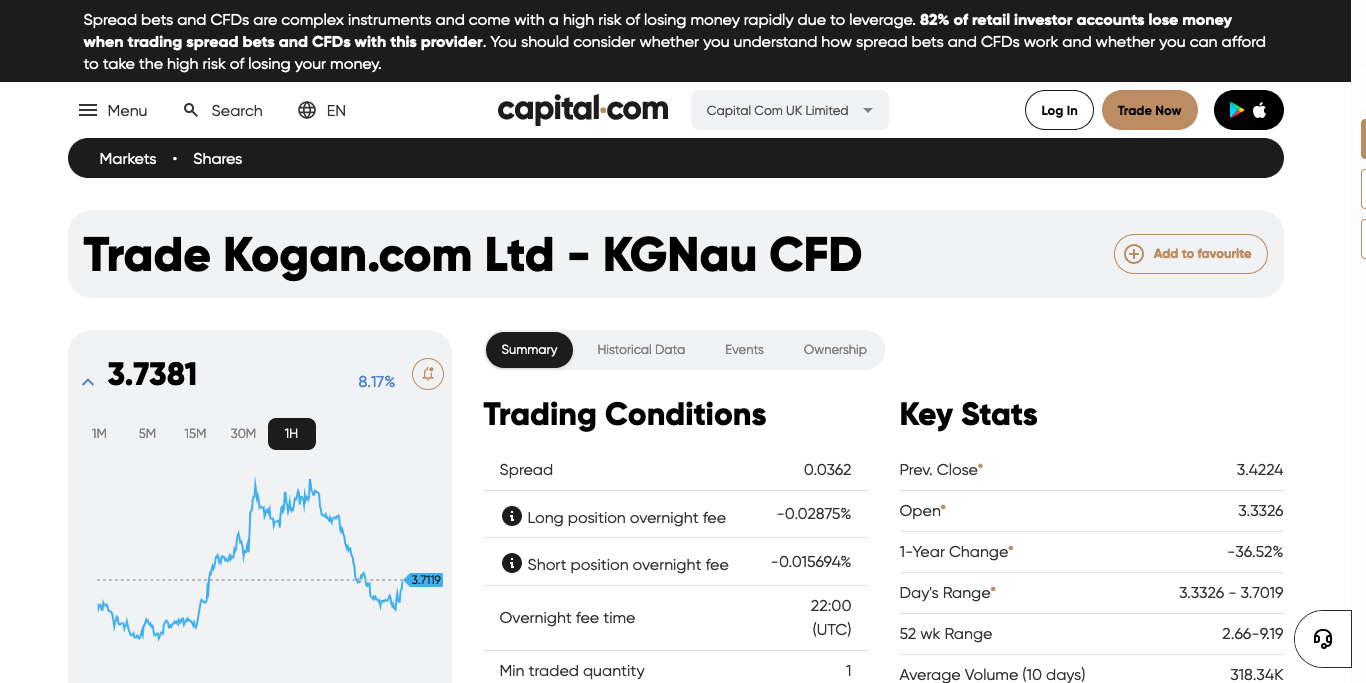 Spread bets and CFDs are complex instruments and come with a high risk of losing money rapidly due to leverage. 82% of retail investor accounts lose money
when trading spread bets and CFDs with this provider. You should consider whether you understand how spread bets and CFDs work and whether you can afford
to take the high risk of losing your money.
Menu
Search
EN
capital.com
Capital Com UK Limited
Log In
Trade Now
Markets • Shares
Trade Kogan.com Ltd - KGNau CFD
Add to favourite
3.7381
8.17%
1M 5M 15M 30M 1H
3.7119
Summary Historical Data Events Ownership
Trading Conditions
Spread 0.0362
Long position overnight fee -0.02875%
Short position overnight fee -0.015694%
Overnight fee time 22:00
(UTC)
Min traded quantity 1
Key Stats
Prev. Close* 3.4224
Open* 3.3326
1-Year Change* -36.52%
Day's Range* 3.3326 - 3.7019
52 wk Range 2.66-9.19
Average Volume (10 days) 318.34K